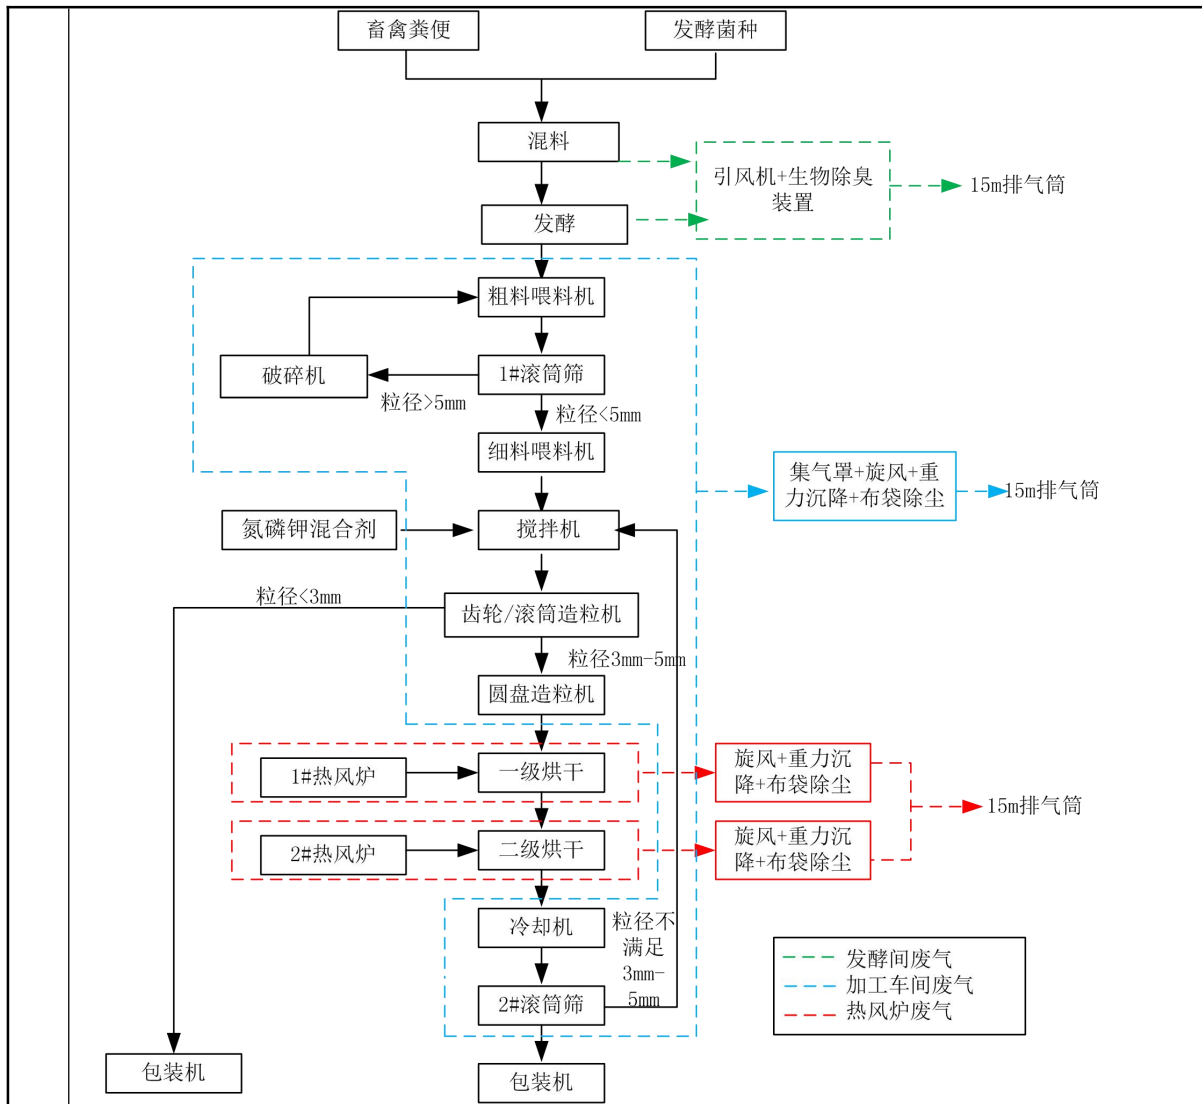 畜禽粪便
发酵菌种
混料
引风机+生物除臭
装置
15m排气筒
发酵
粗料喂料机
破碎机
1#滚筒筛
粒径>5mm
粒径<5mm
细料喂料机
集气罩+旋风+重
力沉降+布袋除尘
15m排气筒
氮磷钾混合剂
搅拌机
粒径<3mm
齿轮/滚筒造粒机
粒径3mm-5mm
圆盘造粒机
1#热风炉
一级烘干
旋风+重力沉
降+布袋除尘
15m排气筒
2#热风炉
二级烘干
旋风+重力沉
降+布袋除尘
冷却机
粒径不
满足
3mm-
5mm
2#滚筒筛
发酵间废气
加工车间废气
热风炉废气
包装机
包装机